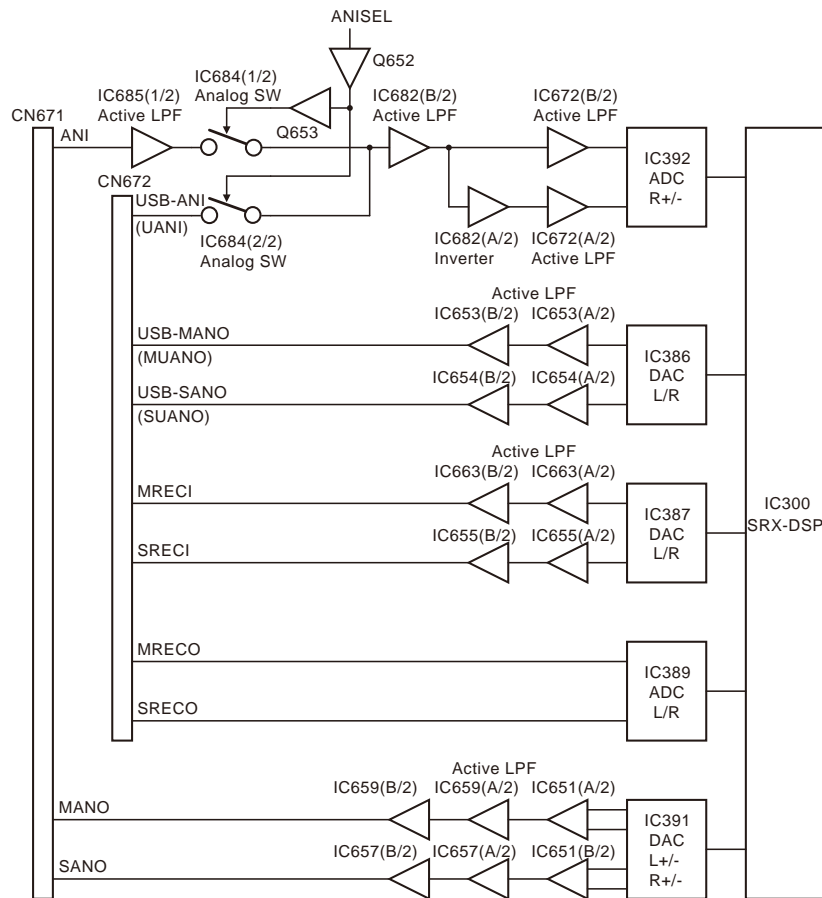 ANISEL
Q652
IC684(1/2)
Analog SW
IC685(1/2)
Active LPF
IC682(B/2)
Active LPF
IC672(B/2)
Active LPF
CN671
ANI
Q653
IC392
ADC
R+/-
CN672
USB-ANI
(UANI)
IC684(2/2)
Analog SW
IC682(A/2)
Inverter
IC672(A/2)
Active LPF
Active LPF
IC653(B/2)
IC653(A/2)
USB-MANO
(MUANO)
IC386
DAC
L/R
IC654(B/2)
IC654(A/2)
USB-SANO
(SUANO)
Active LPF
IC663(B/2)
IC663(A/2)
MRECI
IC387
DAC
L/R
IC300
SRX-DSP
IC655(B/2)
IC655(A/2)
SRECI
MRECO
IC389
ADC
L/R
SRECO
Active LPF
IC659(B/2)
IC659(A/2)
IC651(A/2)
MANO
IC391
DAC
L+/-
R+/-
IC657(B/2)
IC657(A/2)
IC651(B/2)
SANO